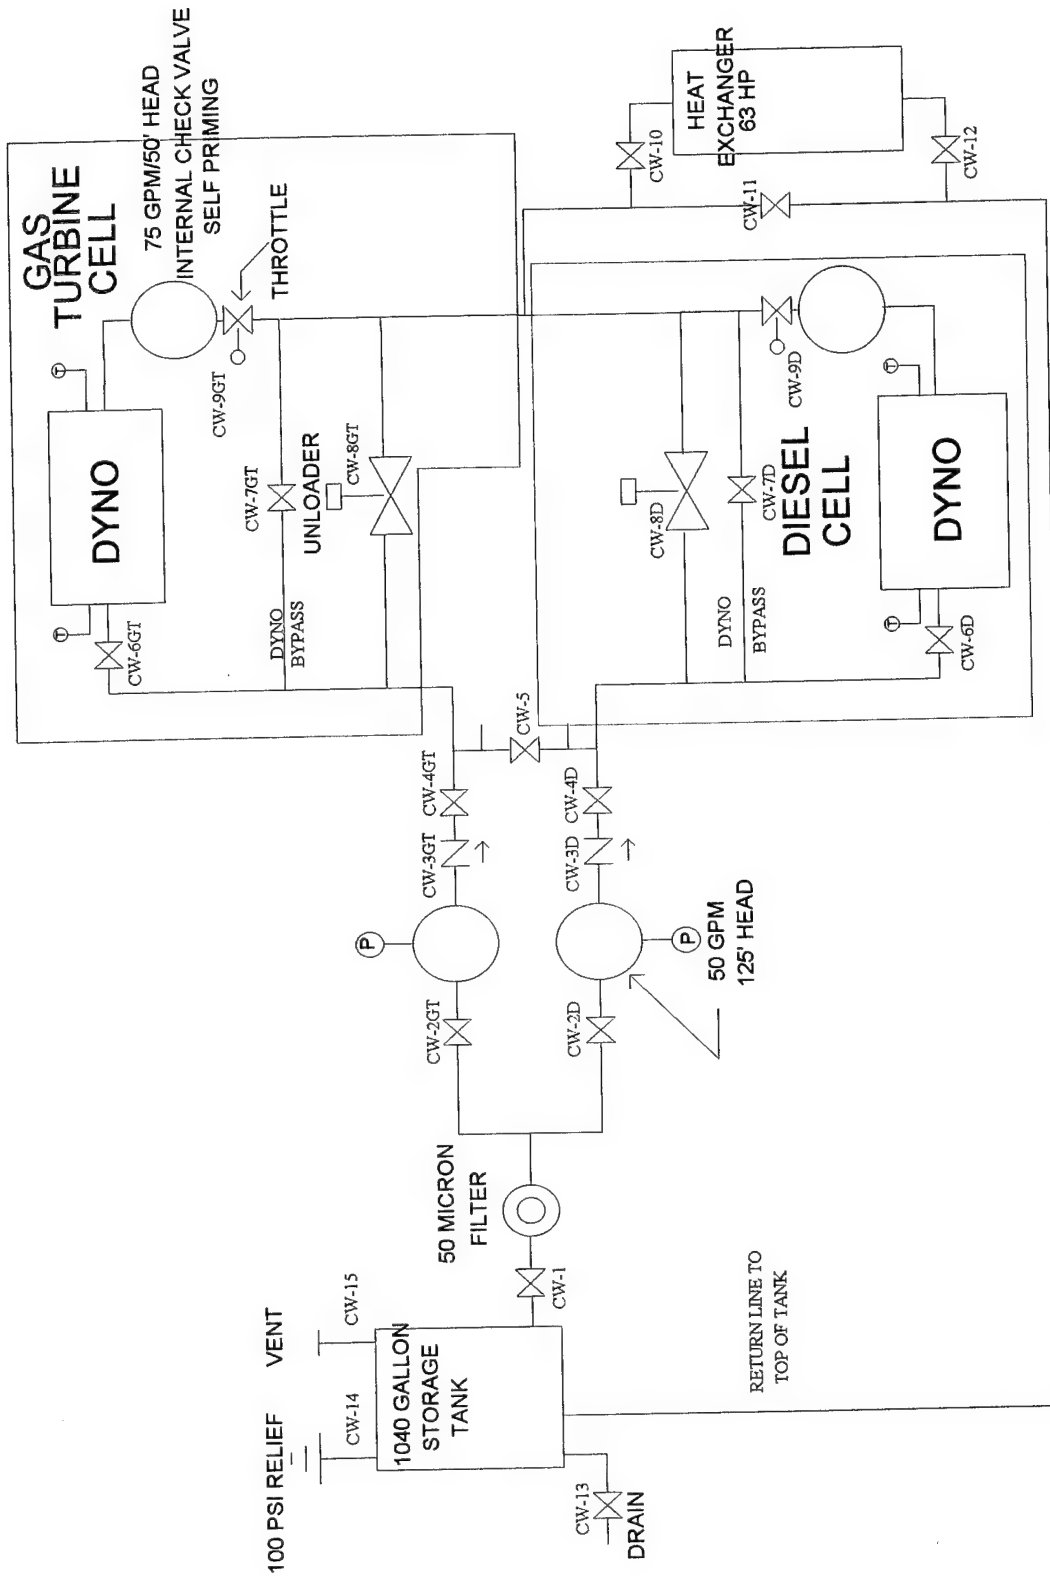 GAS
TURBINE
CELL
75 GPM/50' HEAD
INTERNAL CHECK VALVE
SELF PRIMING
THROTTLE
HEAT
EXCHANGER
63 HP
CW-10
CW-11
CW-12
T
T
DYNO
CW-9GT
CW-6GT
CW-7GT
UNLOADER
CW-8GT
DYNO
BYPASS
CW-8D
CW-7D
CW-9D
DIESEL
CELL
DYNO
BYPASS
T
T
DYNO
CW-6D
CW-5
CW-4GT
CW-3GT
CW-4D
CW-3D
P
P
50 GPM
125' HEAD
CW-2GT
CW-2D
50 MICRON
FILTER
CW-1
100 PSI RELIEF
VENT
CW-14
CW-15
1040 GALLON
STORAGE
TANK
CW-13
DRAIN
RETURN LINE TO
TOP OF TANK